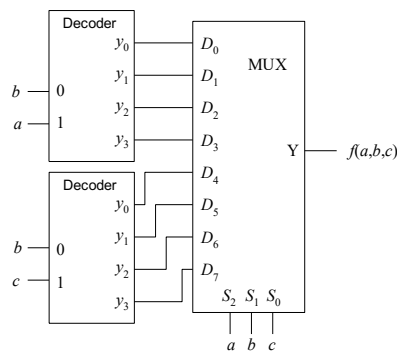 Decoder
y0
y1
y2
y3
b 0
a 1
Decoder
y0
y1
y2
y3
b 0
c 1
D0
D1
D2
D3
D4
D5
D6
D7
MUX
Y
S2 S1 S0
a b c
f(a,b,c)